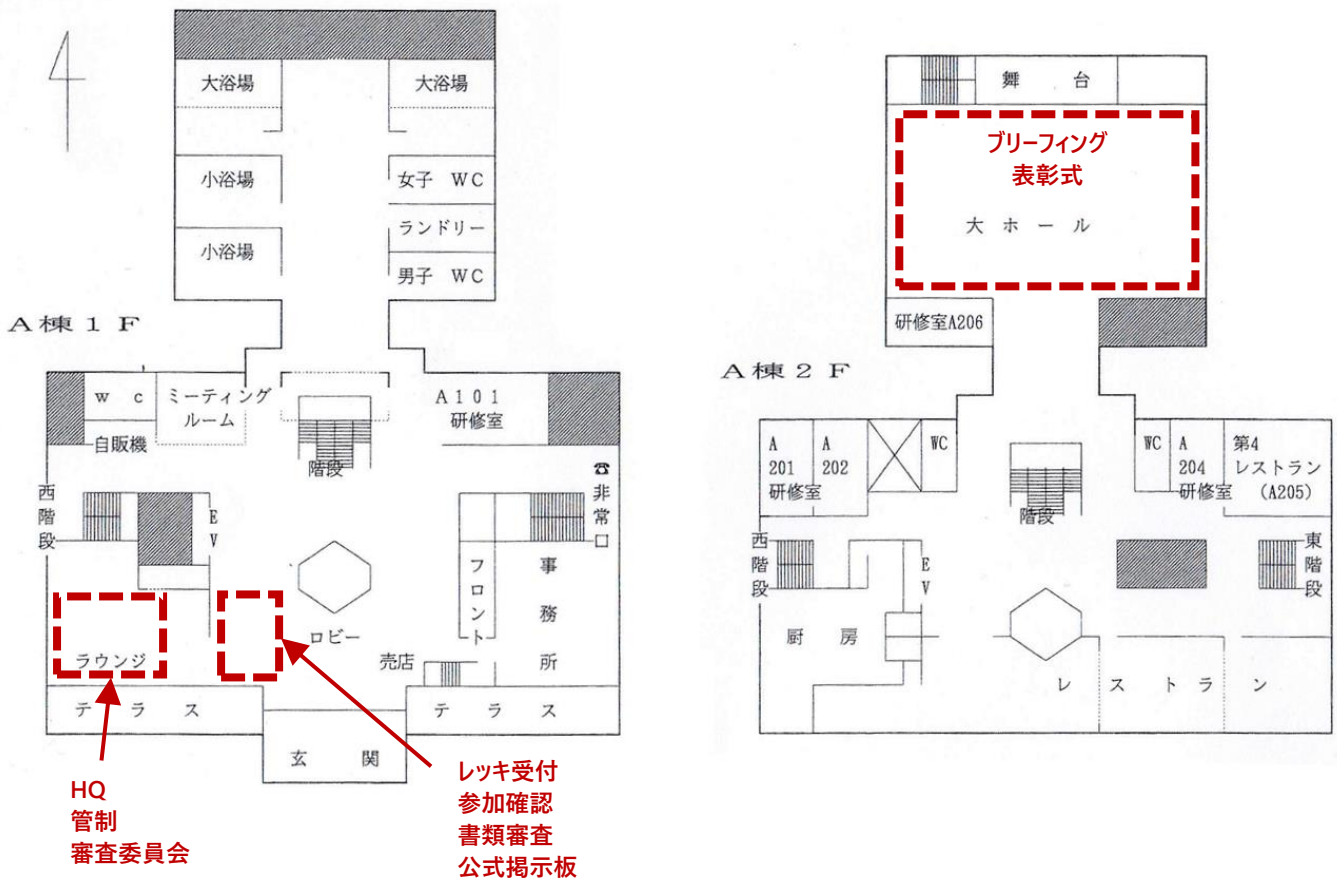 大浴場
大浴場
小浴場
女子 WC
ランドリー
小浴場
男子 WC
A棟1F
w c
ミーティング
ルーム
A101
研修室
自販機
階段
☎
非常口
西階段
EV
フロント
事務所
ロビー
売店
ラウンジ
テラス
テラス
玄関
HQ
管制
審査委員会
レッキ受付
参加確認
書類審査
公式掲示板
舞台
ブリーフィング
表彰式
大ホール
研修室A206
A棟2F
A
201
A
202
研修室
WC
WC
A
204
研修室
第4
レストラン
(A205)
階段
西階段
EV
東階段
厨房
レストラン